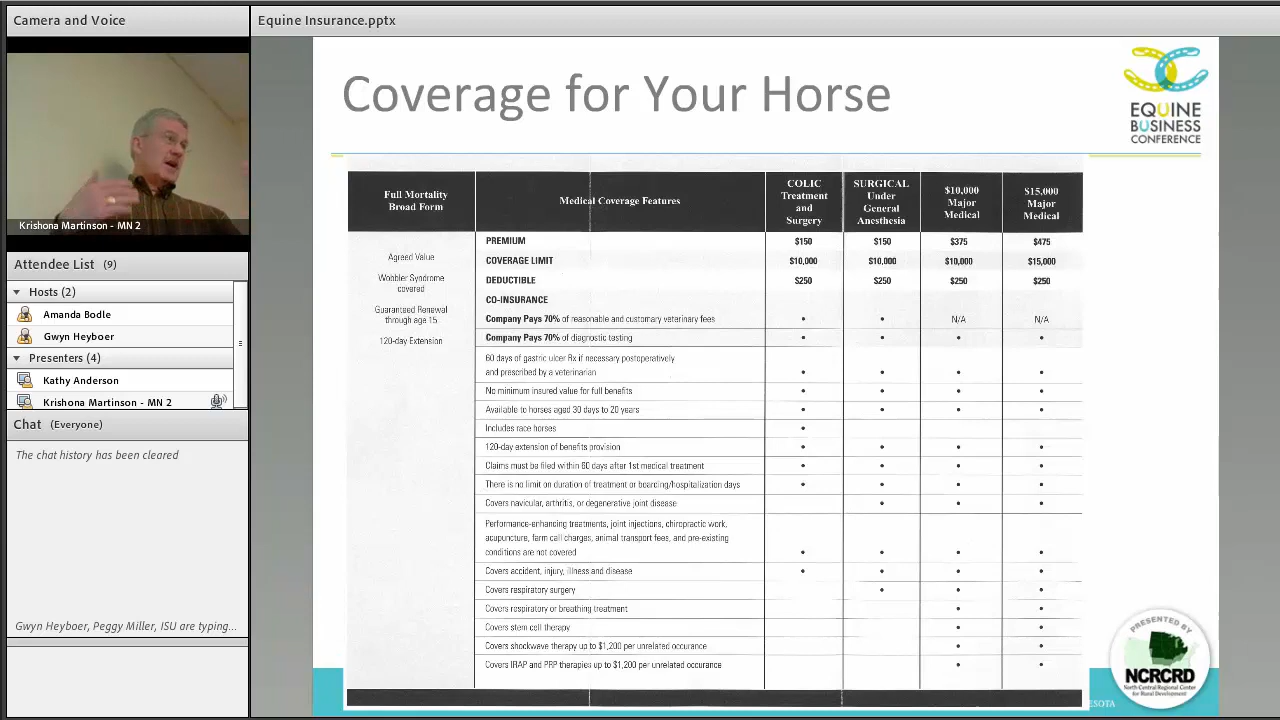 Camera and Voice
Krishona Martinson - MN 2
Attendee List (9)
Hosts (2)
Amanda Bodle
Gwyn Heyboer
Presenters (4)
Kathy Anderson
Krishona Martinson - MN 2
Chat (Everyone)
The chat history has been cleared
Gwyn Heyboer, Peggy Miller, ISU are typing...
Equine Insurance.pptx
Coverage for Your Horse
EQUINE
BUSINESS
CONFERENCE
Full Mortality
Broad Form
Medical Coverage Features
COLIC
Treatment
and
Surgery
SURGICAL
Under
General
Anesthesia
$10,000
Major
Medical
$15,000
Major
Medical
Agreed Value
Wobbler Syndrome
covered
Guaranteed Renewal
through age 15
120-day Extension
PREMIUM $150 $150 $375 $475
COVERAGE LIMIT $10,000 $10,000 $10,000 $15,000
DEDUCTIBLE $250 $250 $250 $250
CO-INSURANCE
Company Pays 70% of reasonable and customary veterinary fees • • N/A N/A
Company Pays 70% of diagnostic testing • • • •
60 days of gastric ulcer Rx if necessary postoperatively
and prescribed by a veterinarian • • • •
No minimum insured value for full benefits • • • •
Available to horses aged 30 days to 20 years • • • •
Includes race horses •
120-day extension of benefits provision • • • •
Claims must be filed within 60 days after 1st medical treatment • • • •
There is no limit on duration of treatment or boarding/hospitalization days • • • •
Covers navicular, arthritis, or degenerative joint disease • • •
Performance-enhancing treatments, joint injections, chiropractic work,
acupuncture, farm call charges, animal transport fees, and pre-existing
conditions are not covered • • • •
Covers accident, injury, illness and disease • • • •
Covers respiratory surgery • • •
Covers respiratory or breathing treatment • •
Covers stem cell therapy • •
Covers shockwave therapy up to $1,200 per unrelated occurance • •
Covers IRAP and PRP therapies up to $1,200 per unrelated occurance • •
PRESENTED BY
NCRCRD
North Central Regional Center
for Rural Development
ESOTA